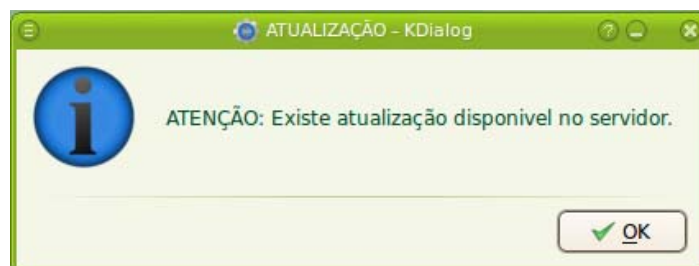 ATUALIZAÇÃO – KDialog
ATENÇÃO: Existe atualização disponivel no servidor.
OK